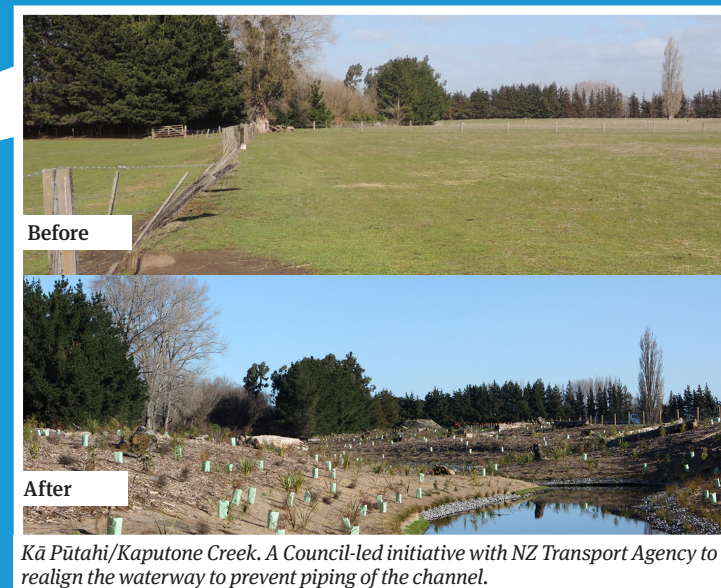 Before
After
Kā Pūtahi/Kaputone Creek. A Council-led initiative with NZ Transport Agency to
realign the waterway to prevent piping of the channel.